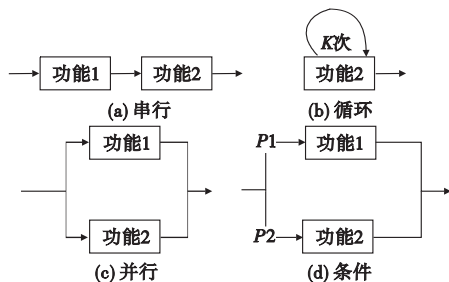 K次
功能1 功能2 功能2
(a) 串行 (b) 循环
功能1 P1 功能1
功能2 P2 功能2
(c) 并行 (d) 条件